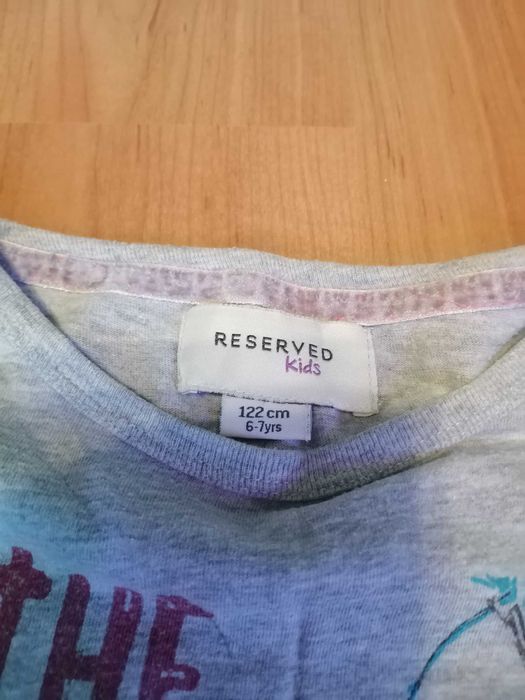 RESERVED
Kids
122 cm
6-7yrs
THE